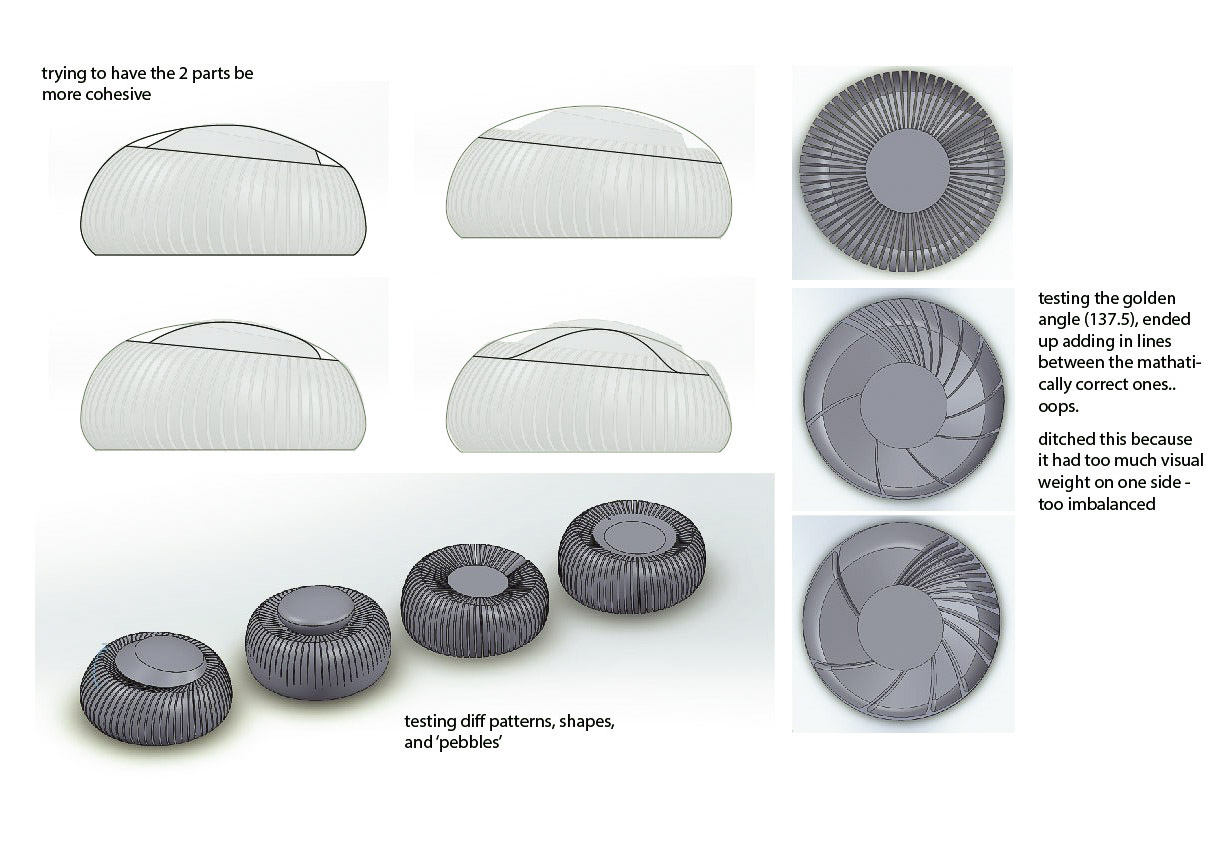 trying to have the 2 parts be
more cohesive
testing the golden
angle (137.5), ended
up adding in lines
between the mathati-
cally correct ones..
oops.
ditched this because
it had too much visual
weight on one side -
too imbalanced
testing diff patterns, shapes,
and ‘pebbles’